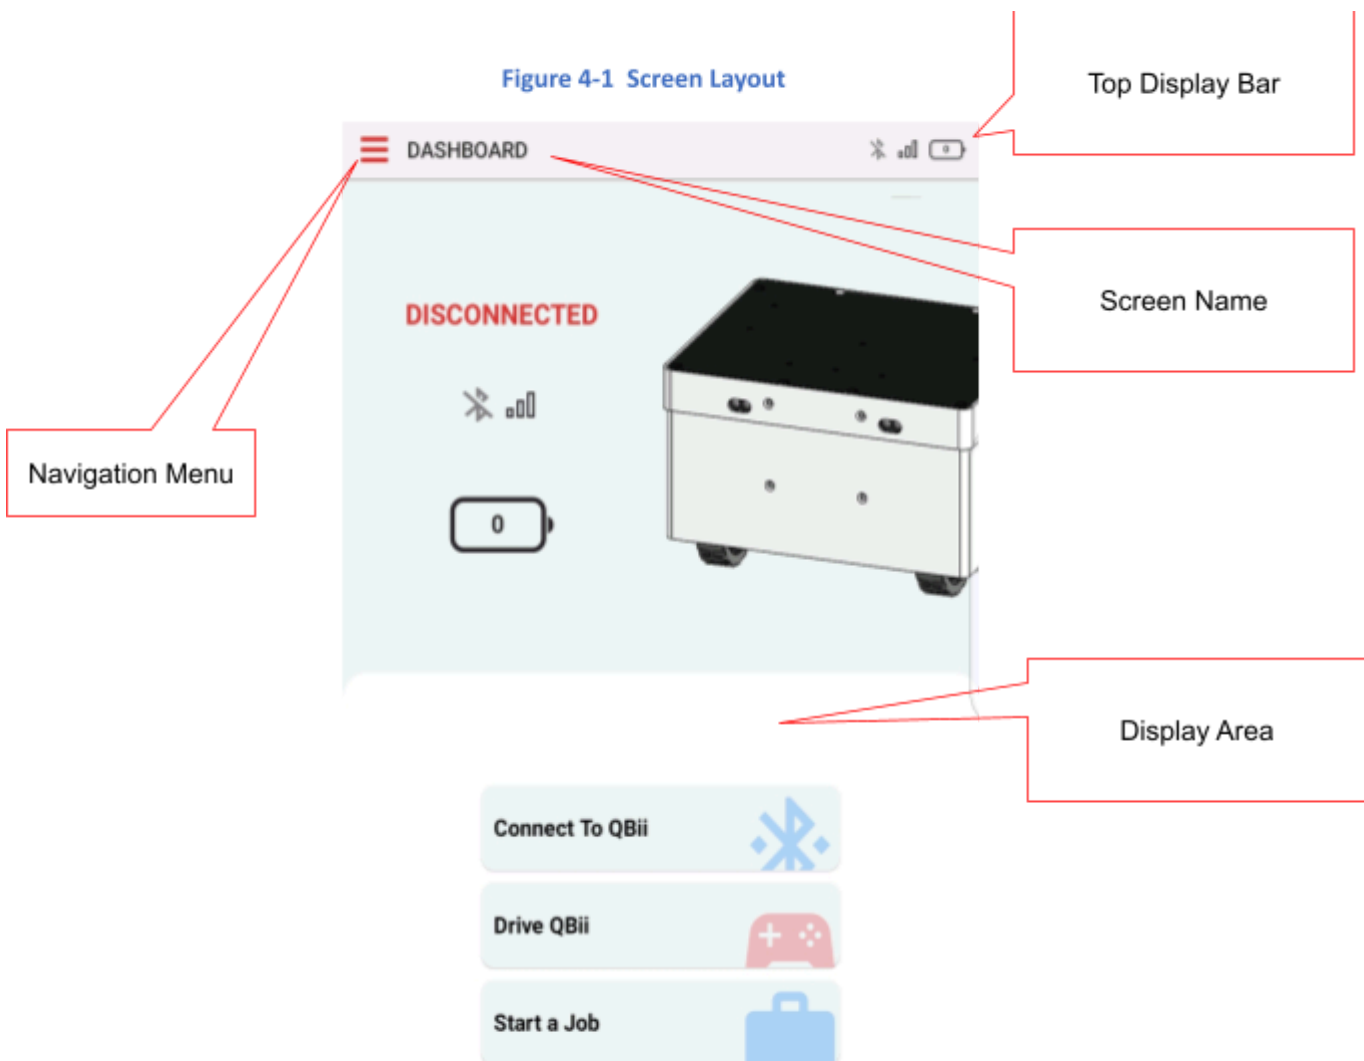 Figure 4-1 Screen Layout
Top Display Bar
DASHBOARD
0
Screen Name
DISCONNECTED
Navigation Menu
0
Display Area
Connect To QBii
Drive QBii
Start a Job